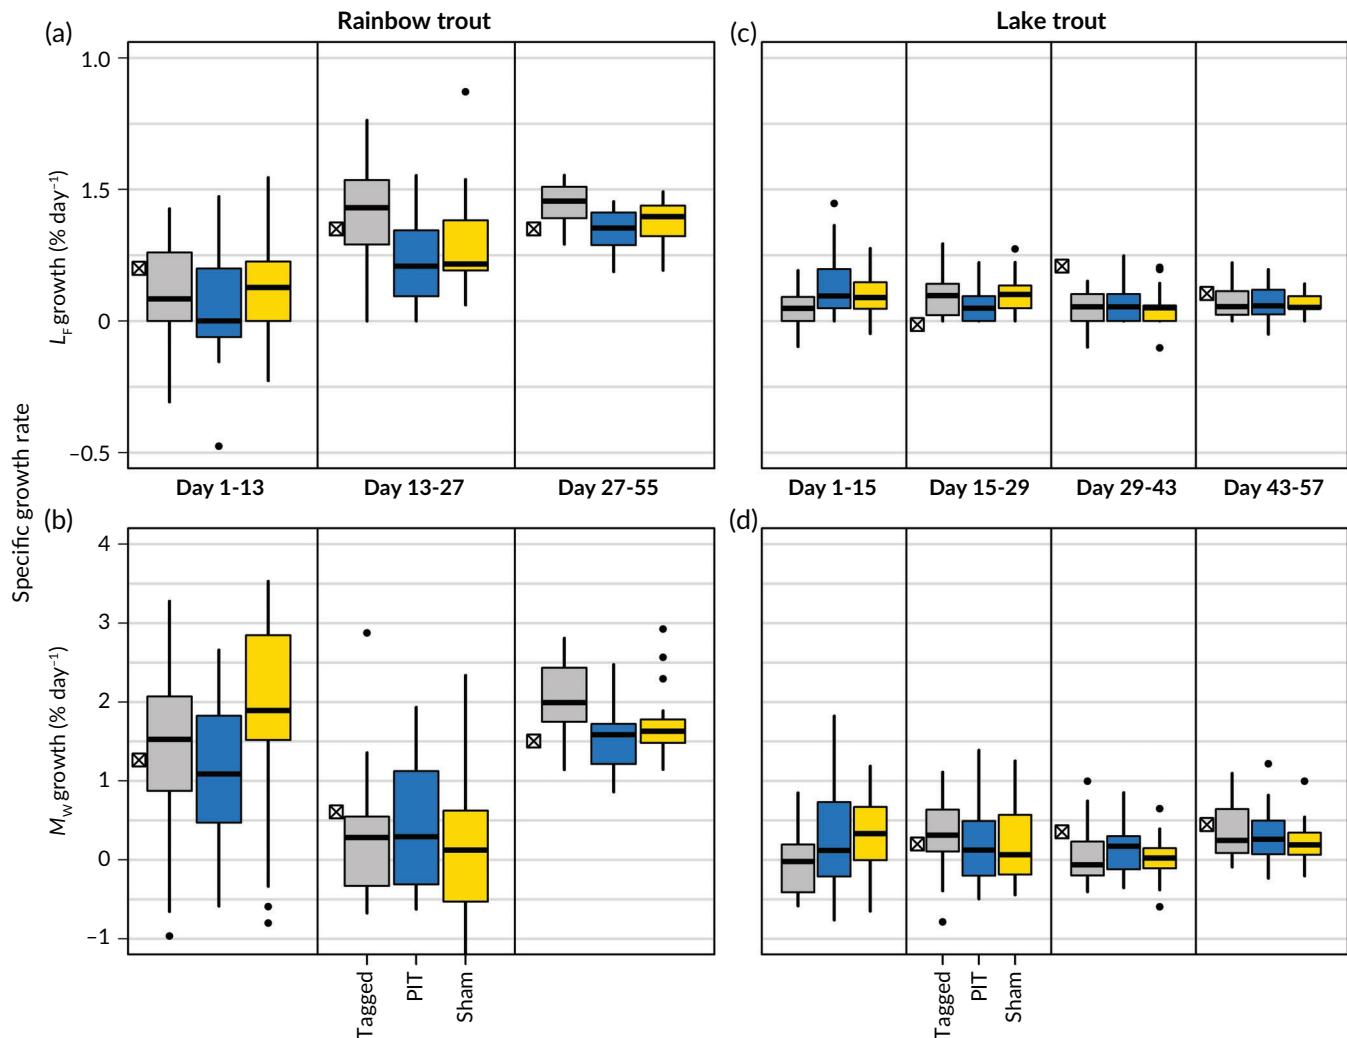 Rainbow trout
Lake trout
(a)
(c)
1.0
1.5
0
−0.5
L_F growth (% day⁻¹)
Day 1-13
Day 13-27
Day 27-55
Day 1-15
Day 15-29
Day 29-43
Day 43-57
Specific growth rate
(b)
(d)
4
3
2
1
0
−1
M_W growth (% day⁻¹)
Tagged
PIT
Sham
Tagged
PIT
Sham